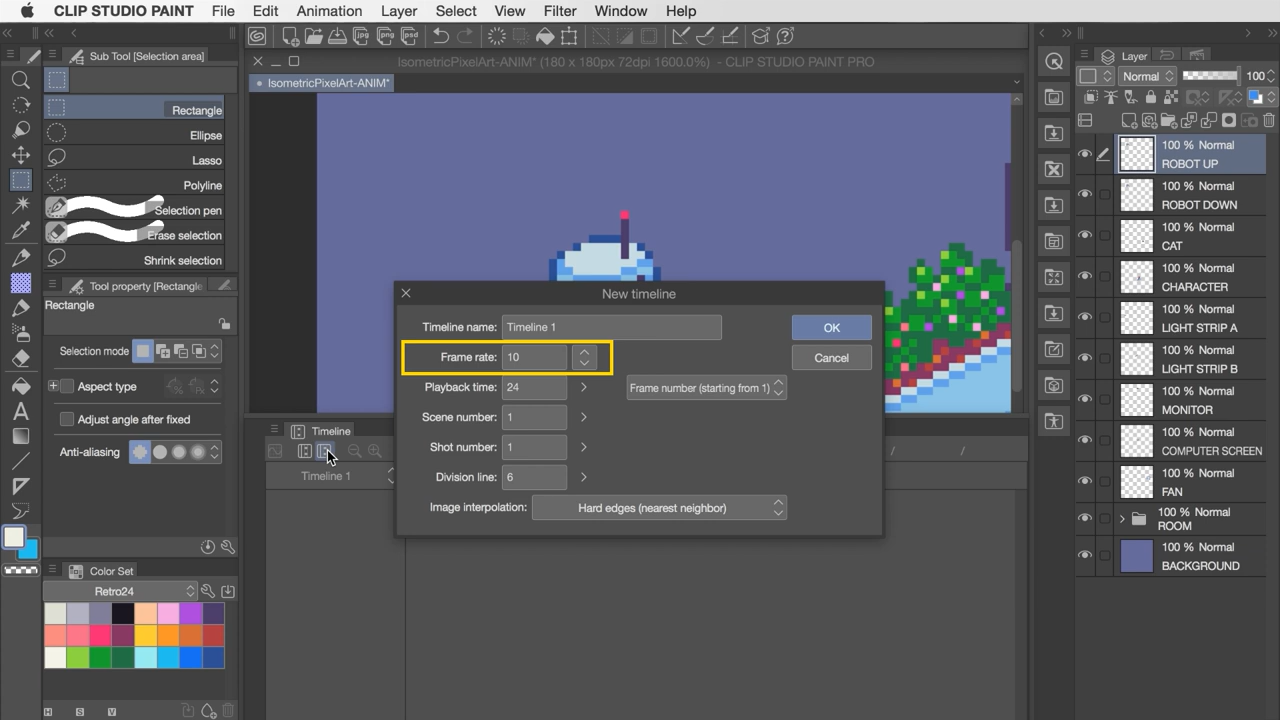 CLIP STUDIO PAINT File Edit Animation Layer Select View Filter Window Help
Sub Tool [Selection area]
IsometricPixelArt-ANIM* (180 x 180px 72dpi 1600.0%) - CLIP STUDIO PAINT PRO
IsometricPixelArt-ANIM*
Rectangle
Ellipse
Lasso
Polyline
Selection pen
Erase selection
Shrink selection
Tool property [Rectangle
Rectangle
Selection mode
Aspect type
Adjust angle after fixed
Anti-aliasing
Color Set
Retro24
New timeline
Timeline name: Timeline 1
OK
Frame rate: 10
Cancel
Playback time: 24
Frame number (starting from 1)
Scene number: 1
Shot number: 1
Division line: 6
Image interpolation: Hard edges (nearest neighbor)
Timeline
Timeline 1
Layer
Normal
100
100 % Normal
ROBOT UP
100 % Normal
ROBOT DOWN
100 % Normal
CAT
100 % Normal
CHARACTER
100 % Normal
LIGHT STRIP A
100 % Normal
LIGHT STRIP B
100 % Normal
MONITOR
100 % Normal
COMPUTER SCREEN
100 % Normal
FAN
100 % Normal
ROOM
100 % Normal
BACKGROUND